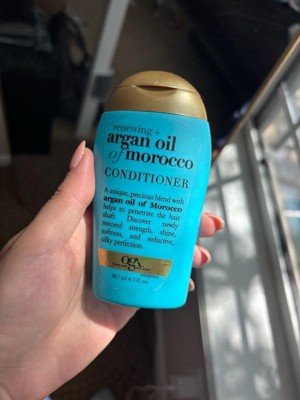 renewing +
argan oil
of morocco
CONDITIONER
A unique, precious blend with
argan oil of Morocco
helps to penetrate the hair
shaft. Discover newly
restored strength, shine,
softness, and seductive,
silky perfection.
ogx